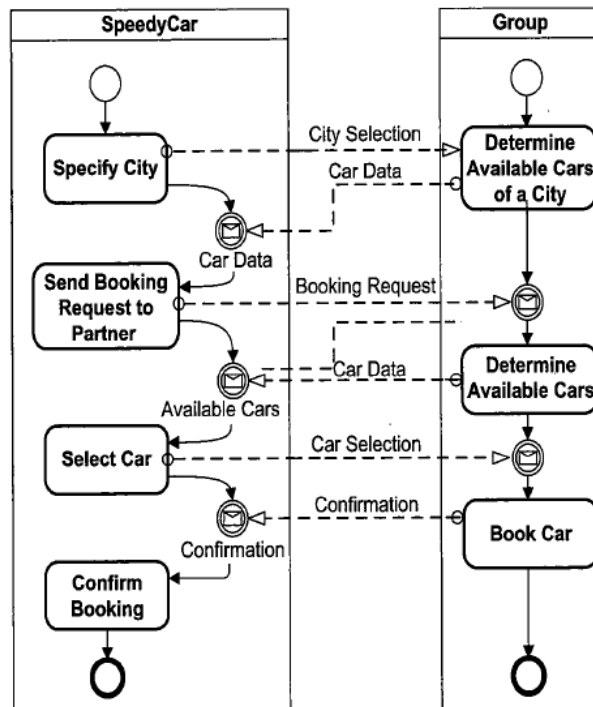 SpeedyCar
Group
City Selection
Specify City
Determine
Available Cars
of a City
Car Data
Car Data
Send Booking
Request to
Partner
Booking Request
Car Data
Determine
Available Cars
Available Cars
Select Car
Car Selection
Confirmation
Book Car
Confirmation
Confirm
Booking